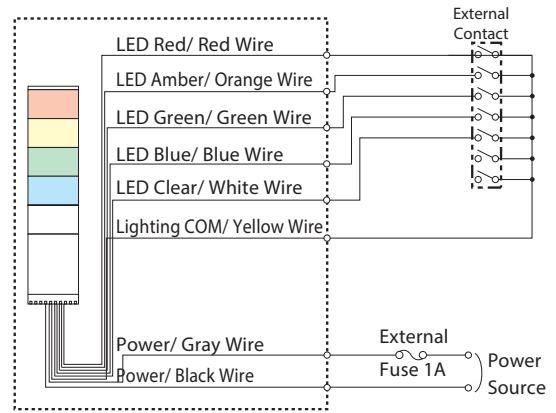 External
Contact
LED Red/ Red Wire
LED Amber/ Orange Wire
LED Green/ Green Wire
LED Blue/ Blue Wire
LED Clear/ White Wire
Lighting COM/ Yellow Wire
Power/ Gray Wire
External
Fuse 1A
Power
Source
Power/ Black Wire